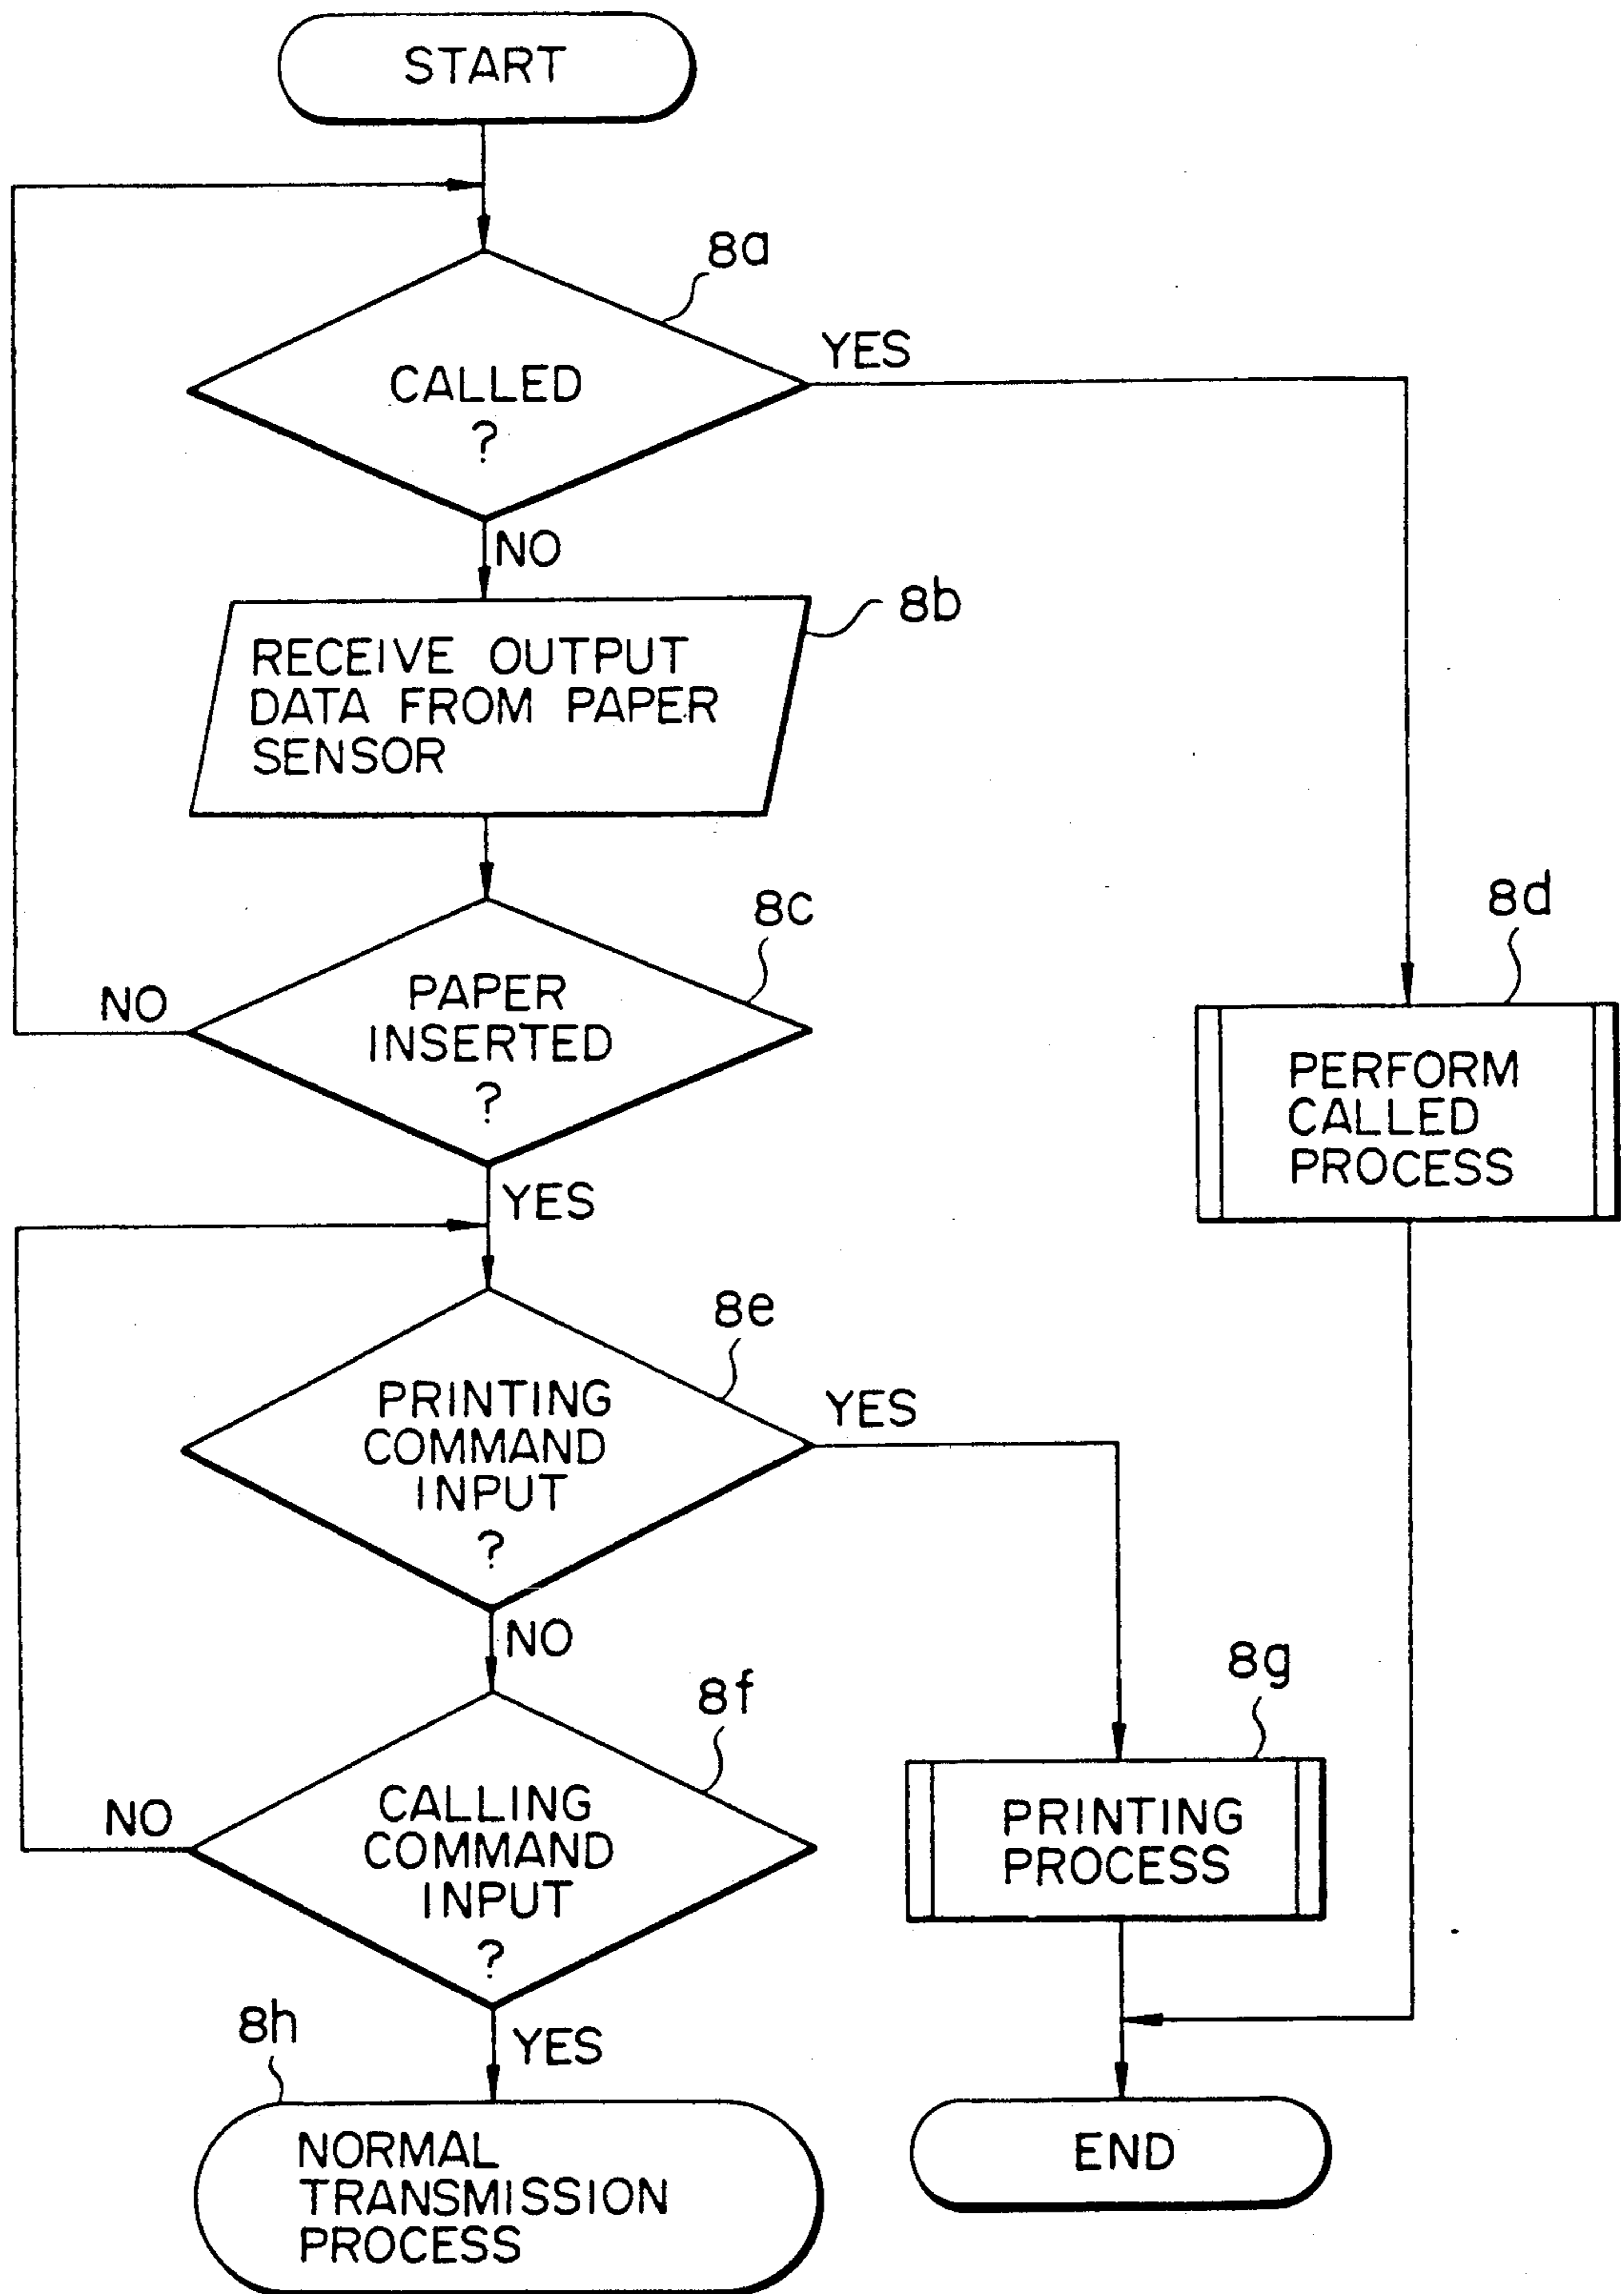 START
8a
CALLED
?
YES
NO
8b
RECEIVE OUTPUT
DATA FROM PAPER
SENSOR
8c
PAPER
INSERTED
?
NO
YES
8d
PERFORM
CALLED
PROCESS
8e
PRINTING
COMMAND
INPUT
?
YES
NO
8f
CALLING
COMMAND
INPUT
?
NO
YES
8g
PRINTING
PROCESS
8h
NORMAL
TRANSMISSION
PROCESS
END